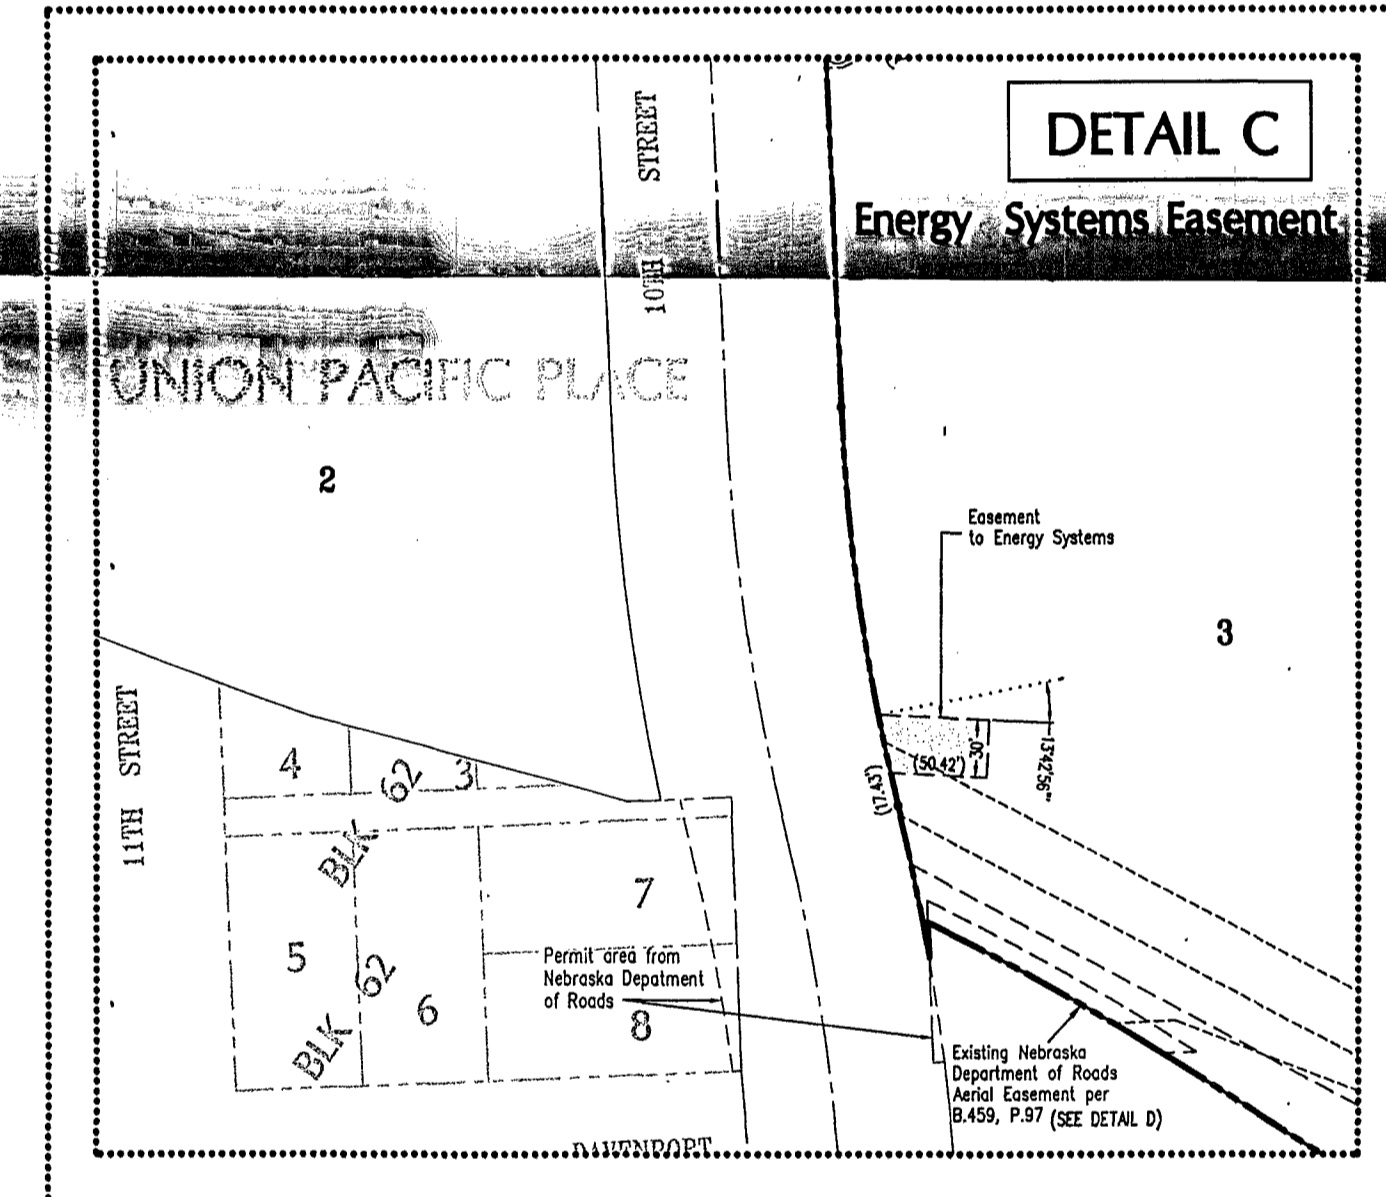 DETAIL C
Energy Systems Easement
10TH STREET
UNION PACIFIC PLACE
2
Easement
to Energy Systems
3
11TH STREET
4
62
3
(50.42')
30'
13°42'56"
(17.43')
BLK
7
5
62
6
BLK
Permit area from
Nebraska Depatment
of Roads
8
Existing Nebraska
Department of Roads
Aerial Easement per
B.459, P.97 (SEE DETAIL D)
DAVENPORT